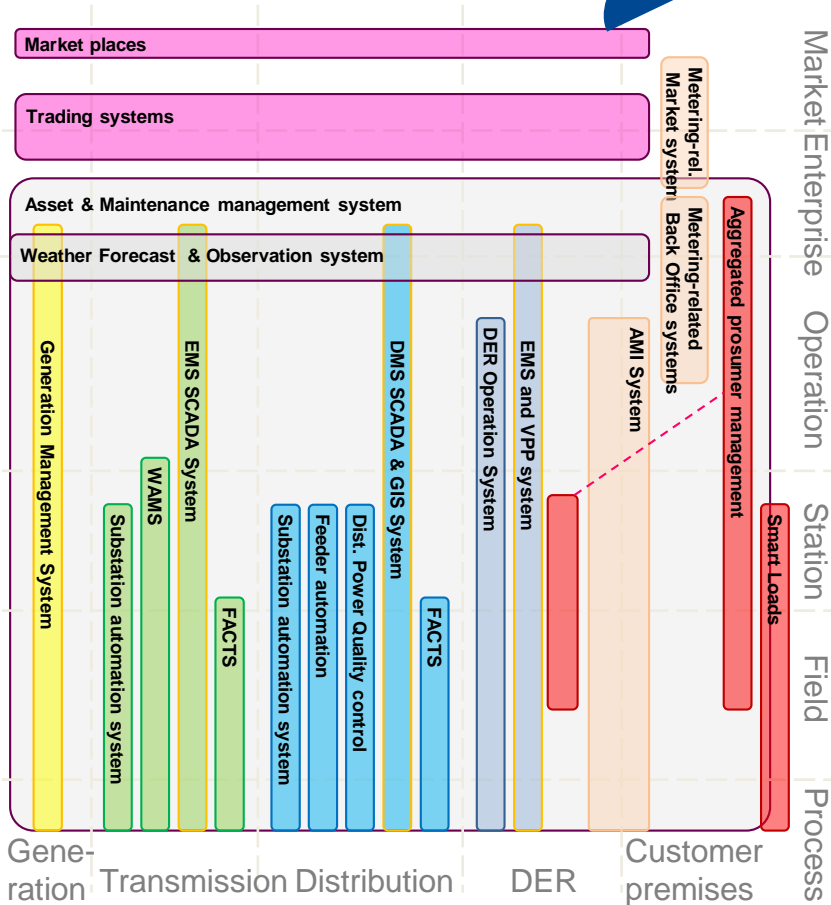 Market places
Trading systems
Metering-rel.
Market system
Asset & Maintenance management system
Weather Forecast & Observation system
Metering-related
Back Office systems
Aggregated prosumer management
Generation Management System
Substation automation system
WAMS
EMS SCADA System
FACTS
Substation automation system
Feeder automation
Dist. Power Quality control
DMS SCADA & GIS System
FACTS
DER Operation System
EMS and VPP system
AMI System
Smart Loads
Market
Enterprise
Operation
Station
Field
Process
Gene-
ration
Transmission
Distribution
DER
Customer
premises